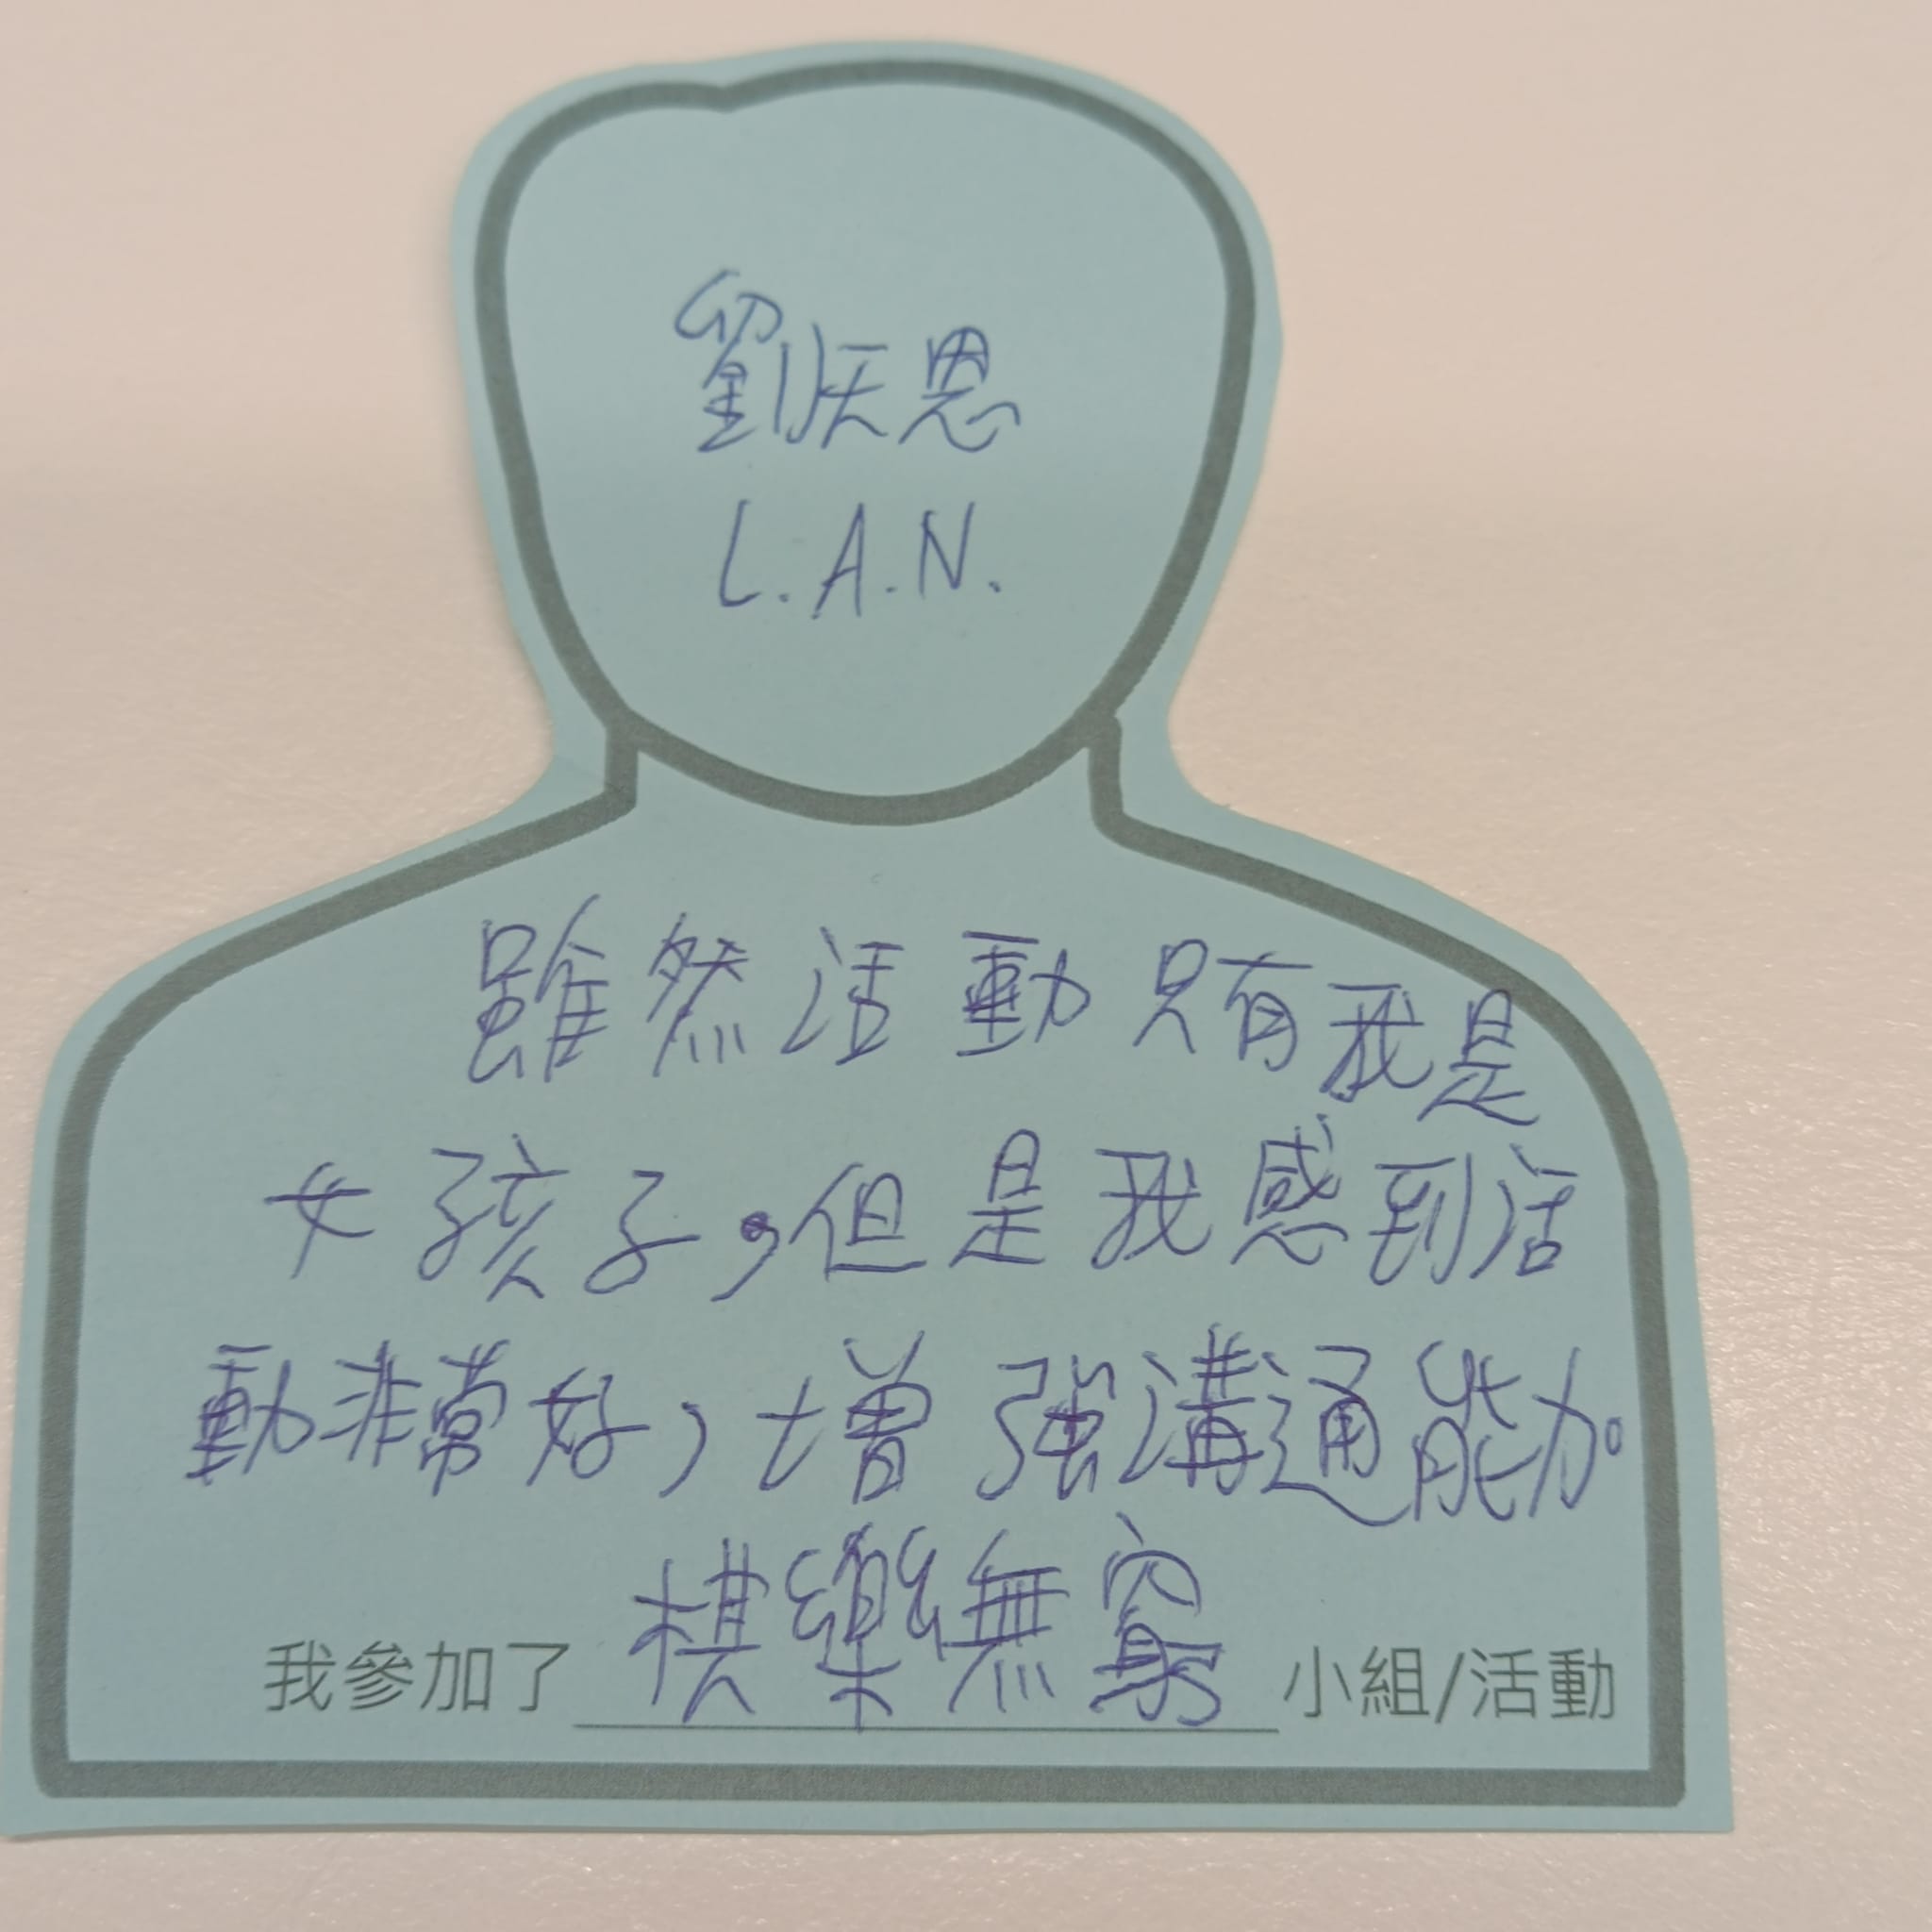 劉天恩
L.A.N.
雖然活動只有我是
女孩子,但是我感到活
動非常好,增強溝通能力。
我參加了 棋樂無窮 小組/活動